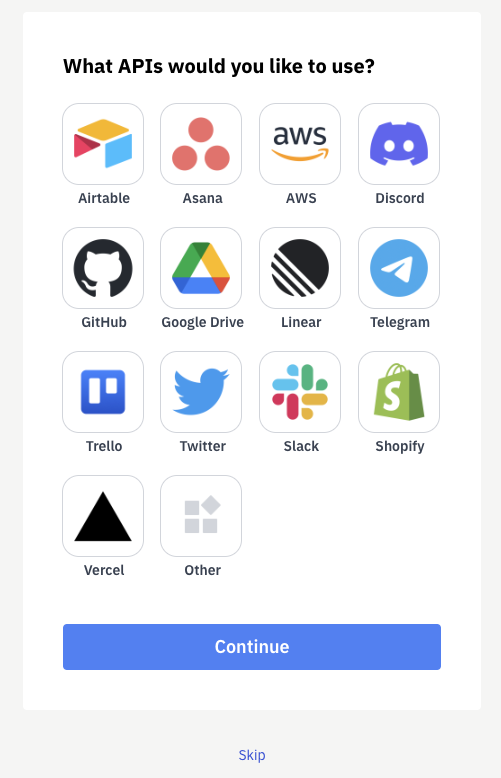 What APIs would you like to use?
aws
Airtable Asana AWS Discord
GitHub Google Drive Linear Telegram
S
Trello Twitter Slack Shopify
Vercel Other
Continue
Skip